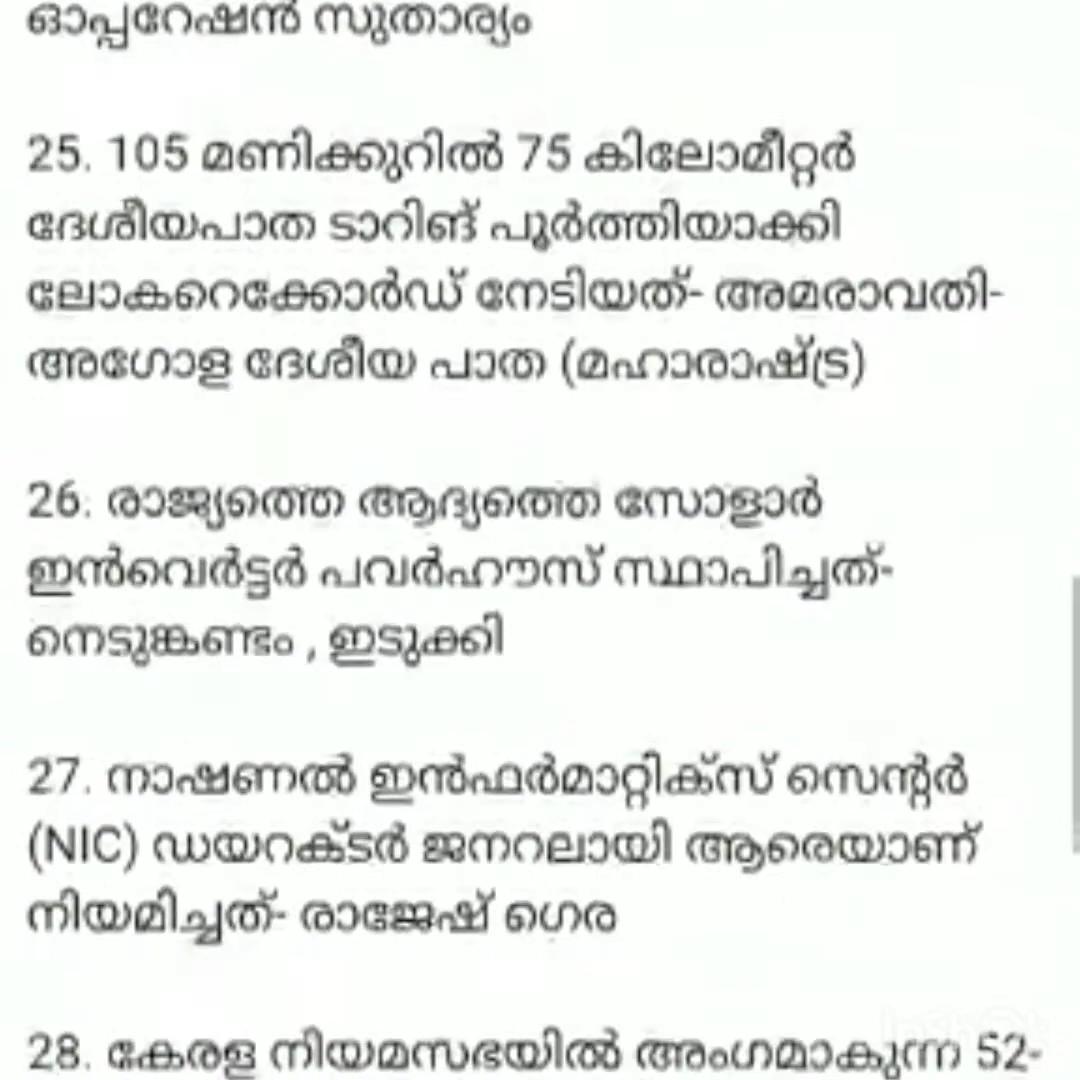 ഓപ്പറേഷൻ സുതാര്യം
25. 105 മണിക്കുറിൽ 75 കിലോമീറ്റർ
ദേശീയപാത ടാറിങ് പൂർത്തിയാക്കി
ലോകറെക്കോർഡ് നേടിയത്- അമരാവതി-
അഗോള ദേശീയ പാത (മഹാരാഷ്ട്ര)
26. രാജ്യത്തെ ആദ്യത്തെ സോളാർ
ഇൻവെർട്ടർ പവർഹൗസ് സ്ഥാപിച്ചത്-
നെടുങ്കണ്ടം , ഇടുക്കി
27. നാഷണൽ ഇൻഫർമാറ്റിക്സ് സെന്റർ
(NIC) ഡയറക്ടർ ജനറലായി ആരെയാണ്
നിയമിച്ചത്- രാജേഷ് ഗെര
28. കേരള നിയമസഭയിൽ അംഗമാകുന്ന 52-